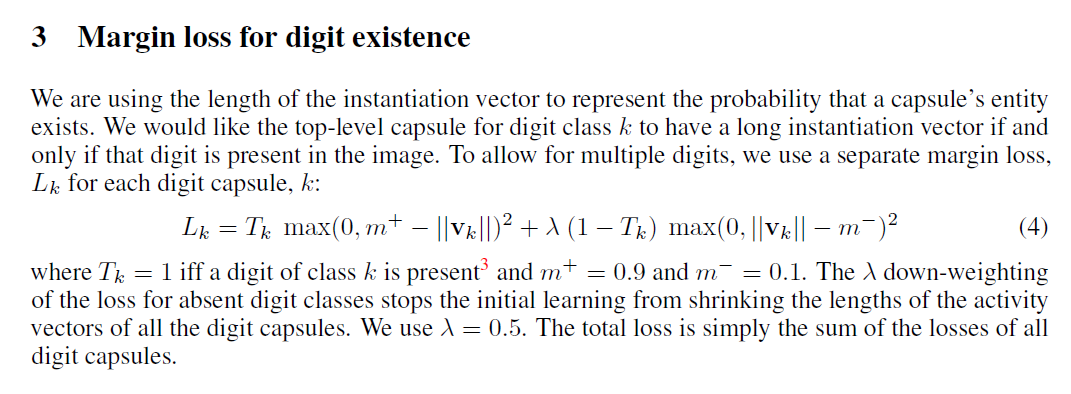 3 Margin loss for digit existence
We are using the length of the instantiation vector to represent the probability that a capsule's entity
exists. We would like the top-level capsule for digit class k to have a long instantiation vector if and
only if that digit is present in the image. To allow for multiple digits, we use a separate margin loss,
Lₖ for each digit capsule, k:
Lₖ = Tₖ max(0, m⁺ − ||vₖ||)² + λ (1 − Tₖ) max(0, ||vₖ|| − m⁻)² (4)
where Tₖ = 1 iff a digit of class k is present³ and m⁺ = 0.9 and m⁻ = 0.1. The λ down-weighting
of the loss for absent digit classes stops the initial learning from shrinking the lengths of the activity
vectors of all the digit capsules. We use λ = 0.5. The total loss is simply the sum of the losses of all
digit capsules.